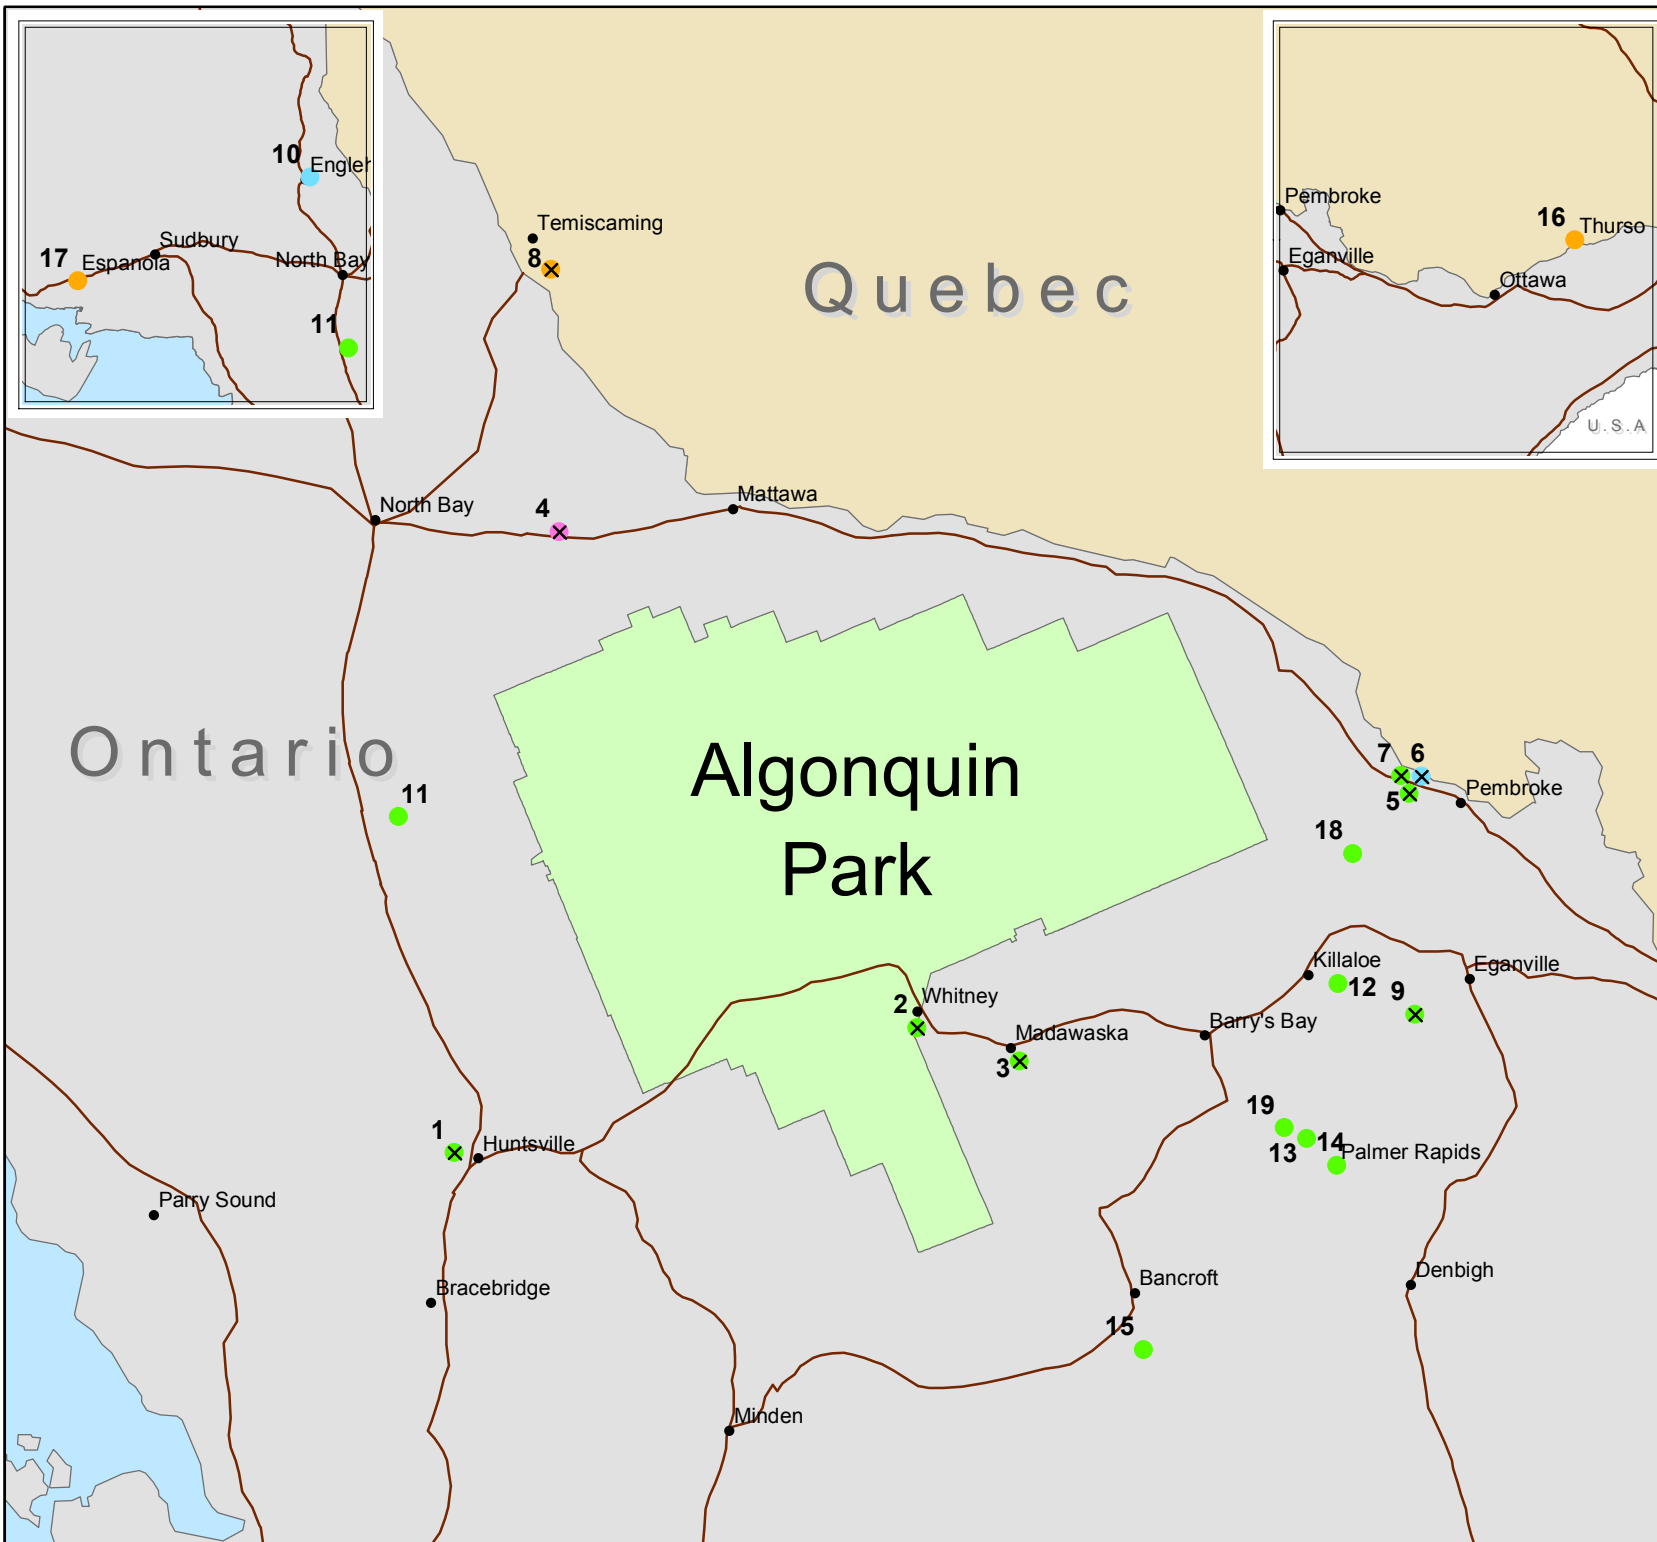 10
Engleh
Sudbury
17
Espanola
North Bay
11
Temiscaming
8
Quebec
Pembroke
16
Thurso
Eganville
Ottawa
U.S.A
North Bay
4
Mattawa
Ontario
Algonquin
Park
11
7
6
5
Pembroke
18
Killaloe
12
Eganville
9
2
Whitney
Madawaska
3
Barry's Bay
19
13
14
Palmer Rapids
1
Huntsville
Parry Sound
Bracebridge
Bancroft
15
Denbigh
Minden